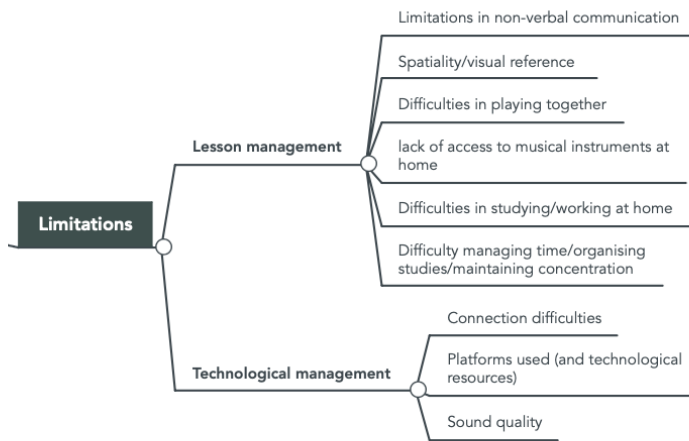 Limitations
Lesson management
Limitations in non-verbal communication
Spatiality/visual reference
Difficulties in playing together
lack of access to musical instruments at
home
Difficulties in studying/working at home
Difficulty managing time/organising
studies/maintaining concentration
Technological management
Connection difficulties
Platforms used (and technological
resources)
Sound quality